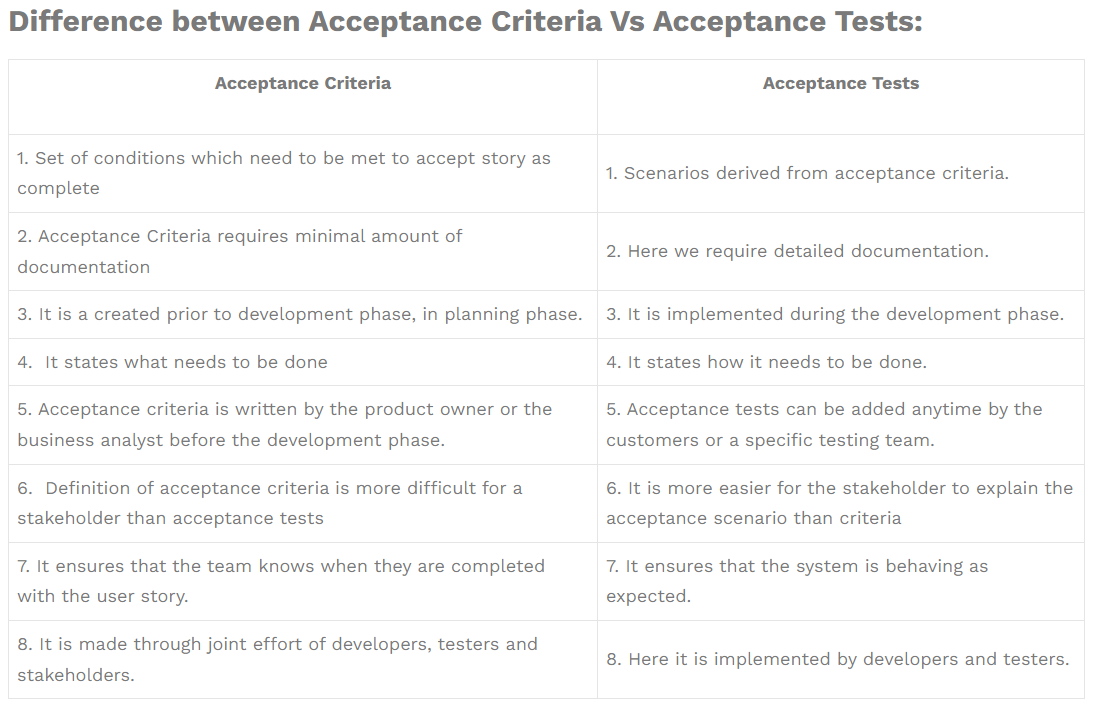 Difference between Acceptance Criteria Vs Acceptance Tests:
Acceptance Criteria
Acceptance Tests
1. Set of conditions which need to be met to accept story as
complete
1. Scenarios derived from acceptance criteria.
2. Acceptance Criteria requires minimal amount of
documentation
2. Here we require detailed documentation.
3. It is a created prior to development phase, in planning phase.
3. It is implemented during the development phase.
4.  It states what needs to be done
4. It states how it needs to be done.
5. Acceptance criteria is written by the product owner or the
business analyst before the development phase.
5. Acceptance tests can be added anytime by the
customers or a specific testing team.
6.  Definition of acceptance criteria is more difficult for a
stakeholder than acceptance tests
6. It is more easier for the stakeholder to explain the
acceptance scenario than criteria
7. It ensures that the team knows when they are completed
with the user story.
7. It ensures that the system is behaving as
expected.
8. It is made through joint effort of developers, testers and
stakeholders.
8. Here it is implemented by developers and testers.